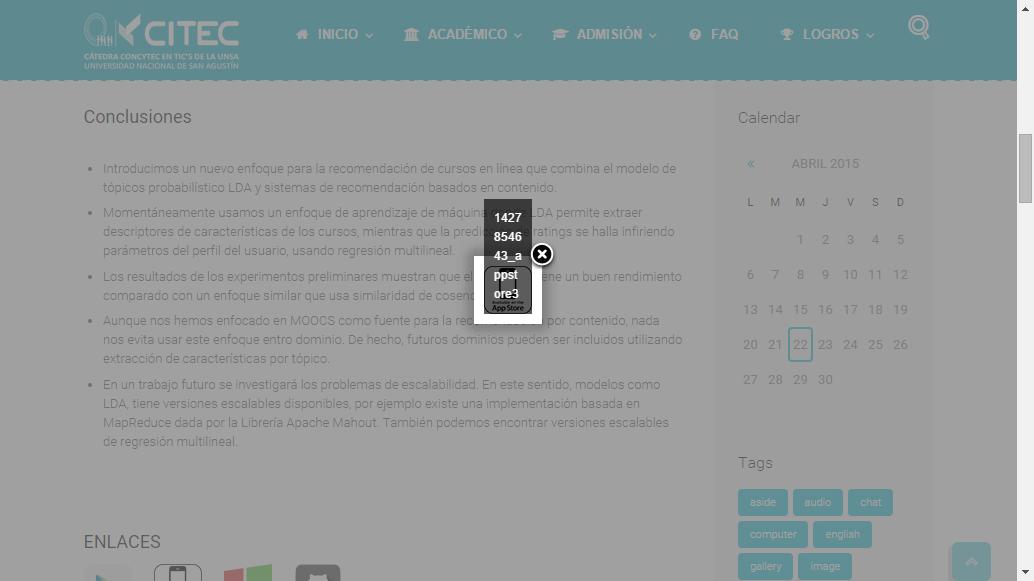 CITEC
CÁTEDRA CONCYTEC EN TIC'S DE LA UNSA
UNIVERSIDAD NACIONAL DE SAN AGUSTÍN
INICIO
ACADÉMICO
ADMISIÓN
FAQ
LOGROS
Conclusiones
Introducimos un nuevo enfoque para la recomendación de cursos en línea que combina el modelo de
tópicos probabilístico LDA y sistemas de recomendación basados en contenido.
Momentáneamente usamos un enfoque de aprendizaje de máquina LDA permite extraer
descriptores de características de los cursos, mientras que la ratings se halla infiriendo
parámetros del perfil del usuario, usando regresión multilineal.
Los resultados de los experimentos preliminares muestran que el un buen rendimiento
comparado con un enfoque similar que usa similaridad de
Aunque nos hemos enfocado en MOOCS como fuente para la por contenido, nada
nos evita usar este enfoque entro dominio. De hecho, futuros dominios pueden ser incluidos utilizando
extracción de características por tópico.
En un trabajo futuro se investigará los problemas de escalabilidad. En este sentido, modelos como
LDA, tiene versiones escalables disponibles, por ejemplo existe una implementación basada en
MapReduce dada por la Librería Apache Mahout. También podemos encontrar versiones escalables
de regresión multilineal.
ENLACES
1427
8546
43_a
ppst
ore3
App Store
Calendar
«
ABRIL 2015
L M M J V S D
1 2 3 4 5
6 7 8 9 10 11 12
13 14 15 16 17 18 19
20 21 22 23 24 25 26
27 28 29 30
Tags
aside audio chat
computer english
gallery image